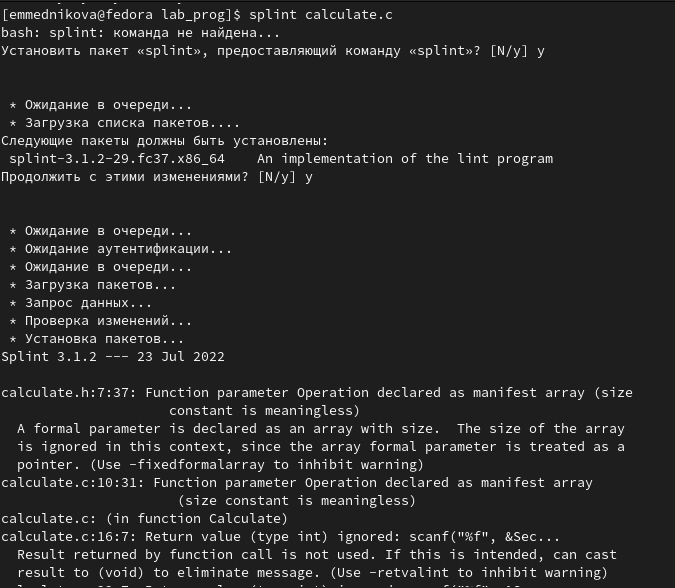 [emmednikova@fedora lab_prog]$ splint calculate.c
bash: splint: команда не найдена...
Установить пакет «splint», предоставляющий команду «splint»? [N/y] y
* Ожидание в очереди...
* Загрузка списка пакетов....
Следующие пакеты должны быть установлены:
splint-3.1.2-29.fc37.x86_64    An implementation of the lint program
Продолжить с этими изменениями? [N/y] y
* Ожидание в очереди...
* Ожидание аутентификации...
* Ожидание в очереди...
* Загрузка пакетов...
* Запрос данных...
* Проверка изменений...
* Установка пакетов...
Splint 3.1.2 --- 23 Jul 2022
calculate.h:7:37: Function parameter Operation declared as manifest array (size
constant is meaningless)
A formal parameter is declared as an array with size.  The size of the array
is ignored in this context, since the array formal parameter is treated as a
pointer. (Use -fixedformalarray to inhibit warning)
calculate.c:10:31: Function parameter Operation declared as manifest array
(size constant is meaningless)
calculate.c: (in function Calculate)
calculate.c:16:7: Return value (type int) ignored: scanf("%f", &Sec...
Result returned by function call is not used. If this is intended, can cast
result to (void) to eliminate message. (Use -retvalint to inhibit warning)